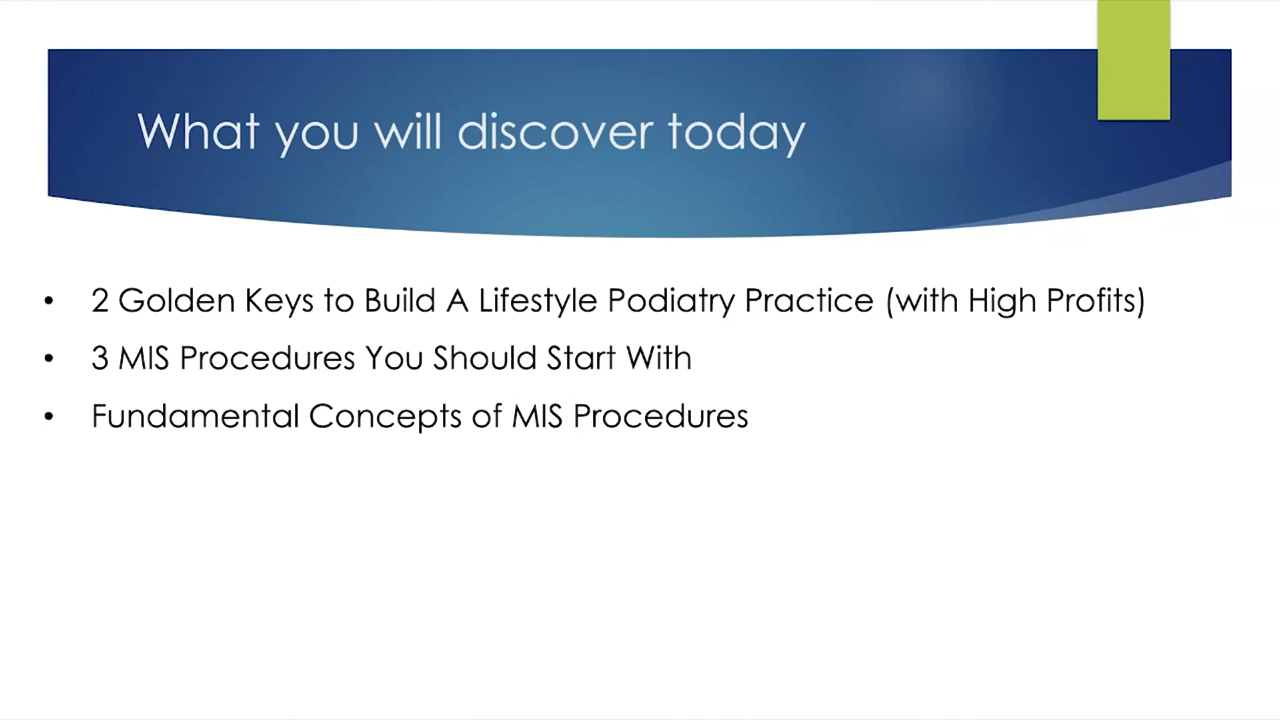 What you will discover today
• 2 Golden Keys to Build A Lifestyle Podiatry Practice (with High Profits)
• 3 MIS Procedures You Should Start With
• Fundamental Concepts of MIS Procedures